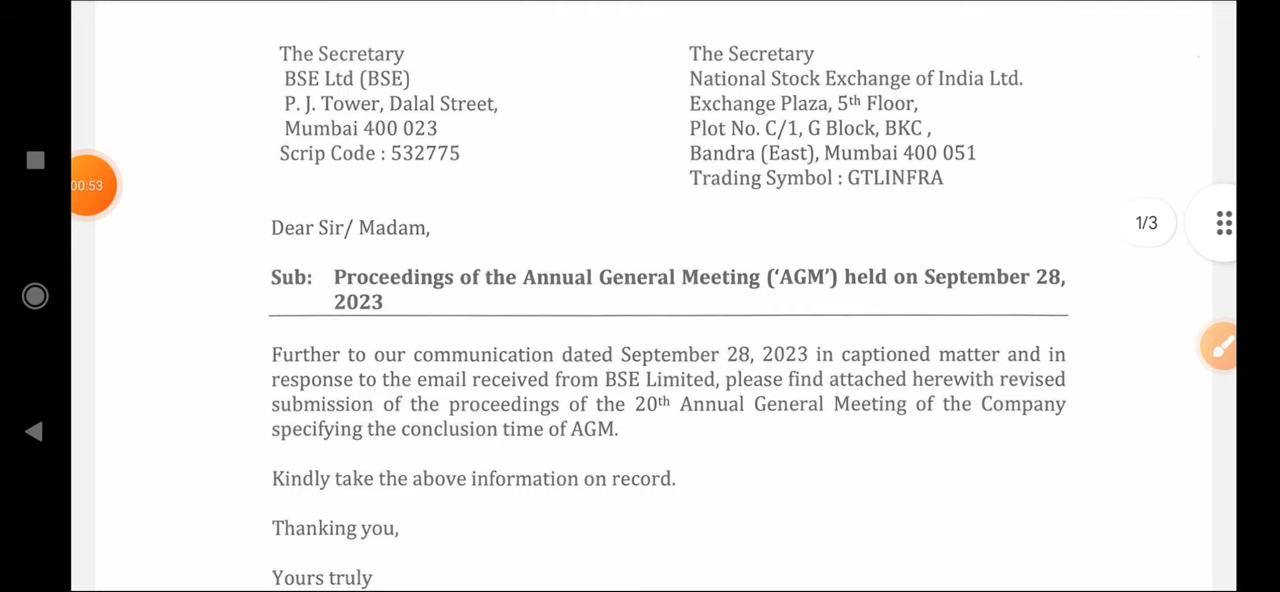 The Secretary
BSE Ltd (BSE)
P. J. Tower, Dalal Street,
Mumbai 400 023
Scrip Code : 532775
The Secretary
National Stock Exchange of India Ltd.
Exchange Plaza, 5th Floor,
Plot No. C/1, G Block, BKC ,
Bandra (East), Mumbai 400 051
Trading Symbol : GTLINFRA
00:53
1/3
Dear Sir/ Madam,
Sub: Proceedings of the Annual General Meeting (‘AGM’) held on September 28,
2023
Further to our communication dated September 28, 2023 in captioned matter and in
response to the email received from BSE Limited, please find attached herewith revised
submission of the proceedings of the 20th Annual General Meeting of the Company
specifying the conclusion time of AGM.
Kindly take the above information on record.
Thanking you,
Yours truly